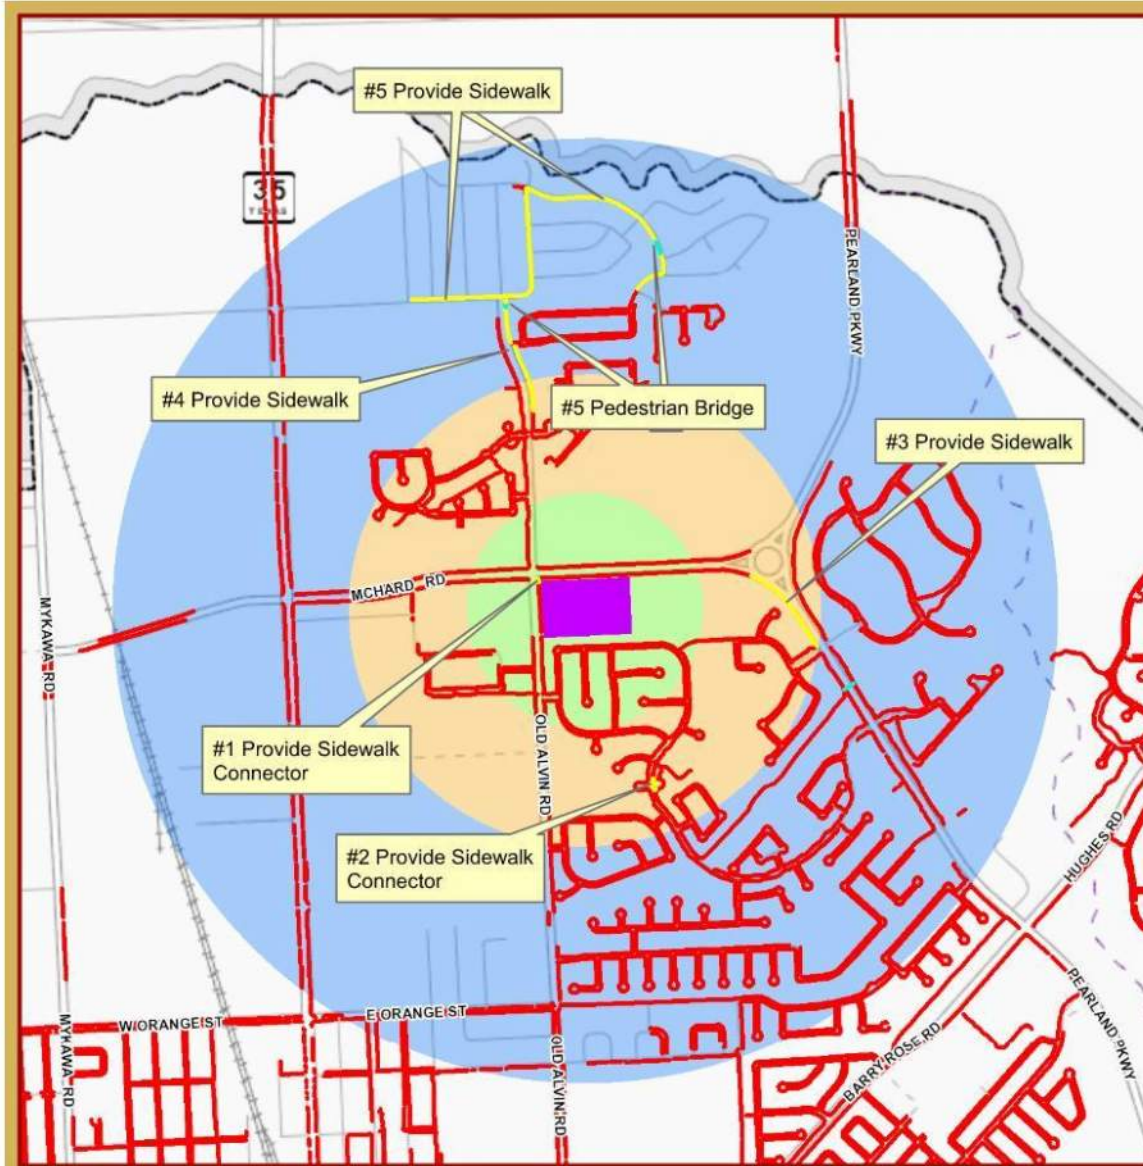 #5 Provide Sidewalk
35
TEXAS
PEARLAND PKWY
#4 Provide Sidewalk
#5 Pedestrian Bridge
#3 Provide Sidewalk
MCHARD RD
MYKAWA RD
#1 Provide Sidewalk
Connector
OLD ALVIN RD
#2 Provide Sidewalk
Connector
HUGHES RD
W ORANGE ST
E ORANGE ST
MYKAWA RD
OLD ALVIN RD
BARRY ROSE RD
PEARLAND PKWY